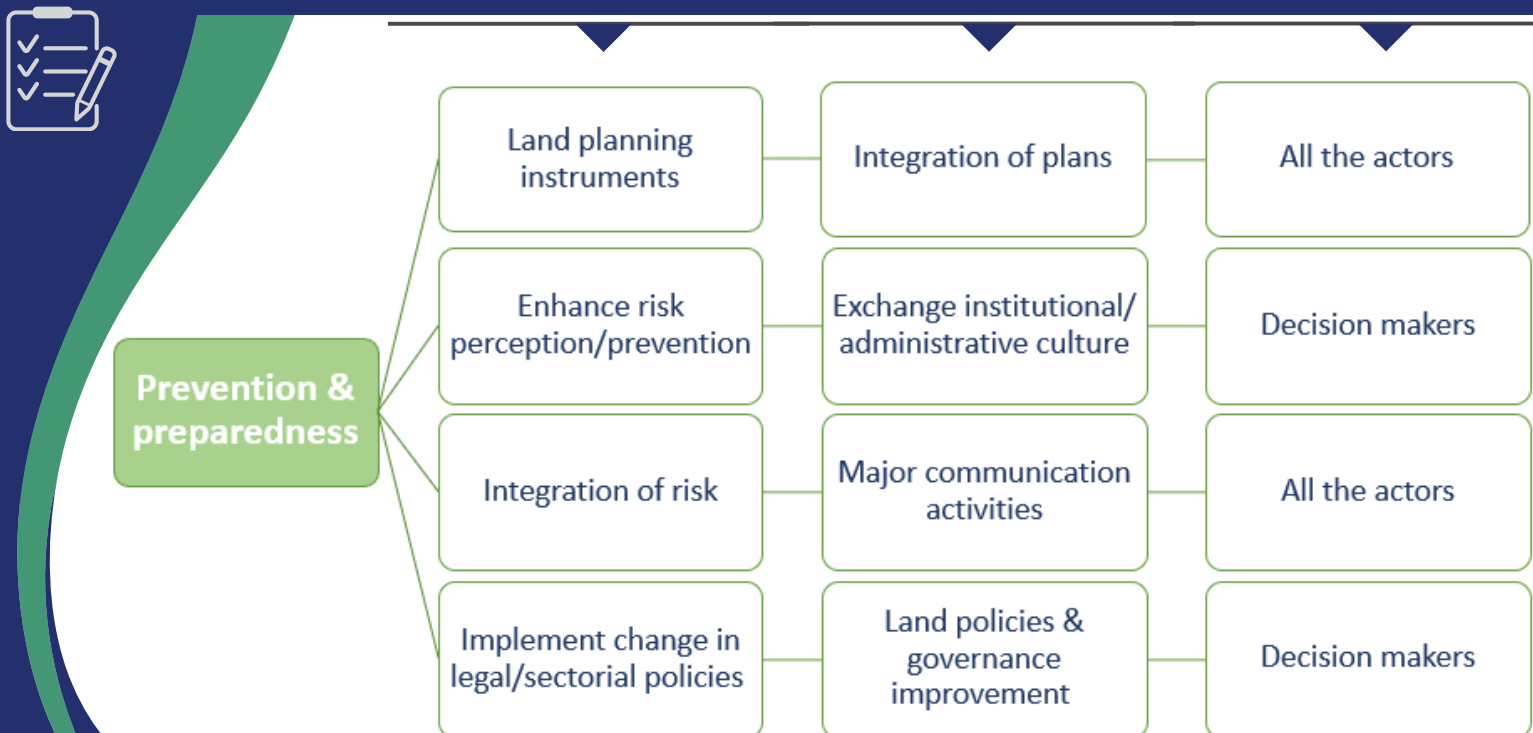 Land planning
instruments
Integration of plans
All the actors
Enhance risk
perception/prevention
Exchange institutional/
administrative culture
Decision makers
Prevention &
preparedness
Integration of risk
Major communication
activities
All the actors
Implement change in
legal/sectorial policies
Land policies &
governance
improvement
Decision makers